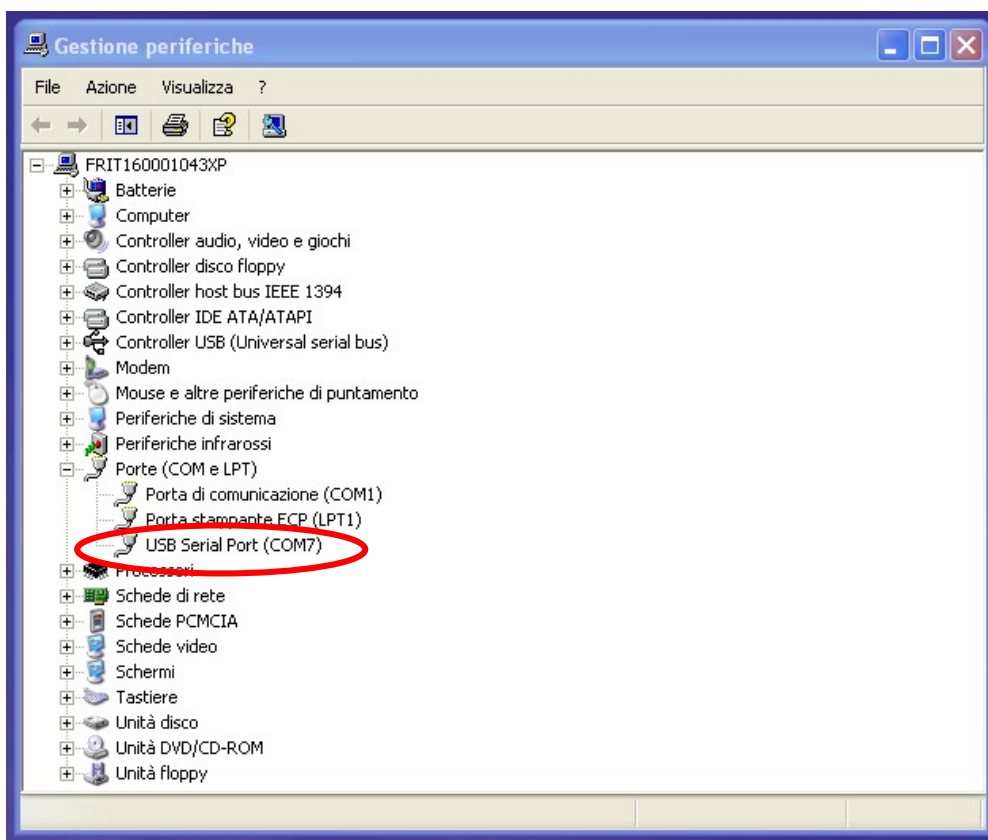 Gestione periferiche
File Azione Visualizza ?
FRIT160001043XP
Batterie
Computer
Controller audio, video e giochi
Controller disco floppy
Controller host bus IEEE 1394
Controller IDE ATA/ATAPI
Controller USB (Universal serial bus)
Modem
Mouse e altre periferiche di puntamento
Periferiche di sistema
Periferiche infrarossi
Porte (COM e LPT)
Porta di comunicazione (COM1)
Porta stampante ECP (LPT1)
USB Serial Port (COM7)
Processori
Schede di rete
Schede PCMCIA
Schede video
Schermi
Tastiere
Unità disco
Unità DVD/CD-ROM
Unità floppy